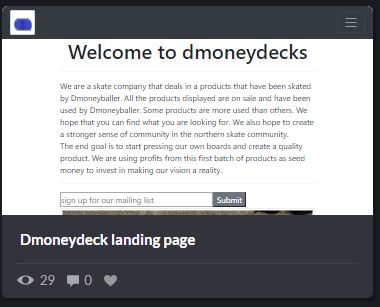 Welcome to dmoneydecks
We are a skate company that deals in a products that have been skated
by Dmoneyballer. All the products displayed are on sale and have been
used by Dmoneyballer. Some products are more used than others. We
hope that you can find what you are looking for. We also hope to create
a stronger sense of community in the northern skate community.
The end goal is to start pressing our own boards and create a quality
product. We are using profits from this first batch of products as seed
money to invest in making our vision a reality.
sign up for our mailing list Submit
Dmoneydeck landing page
29 0